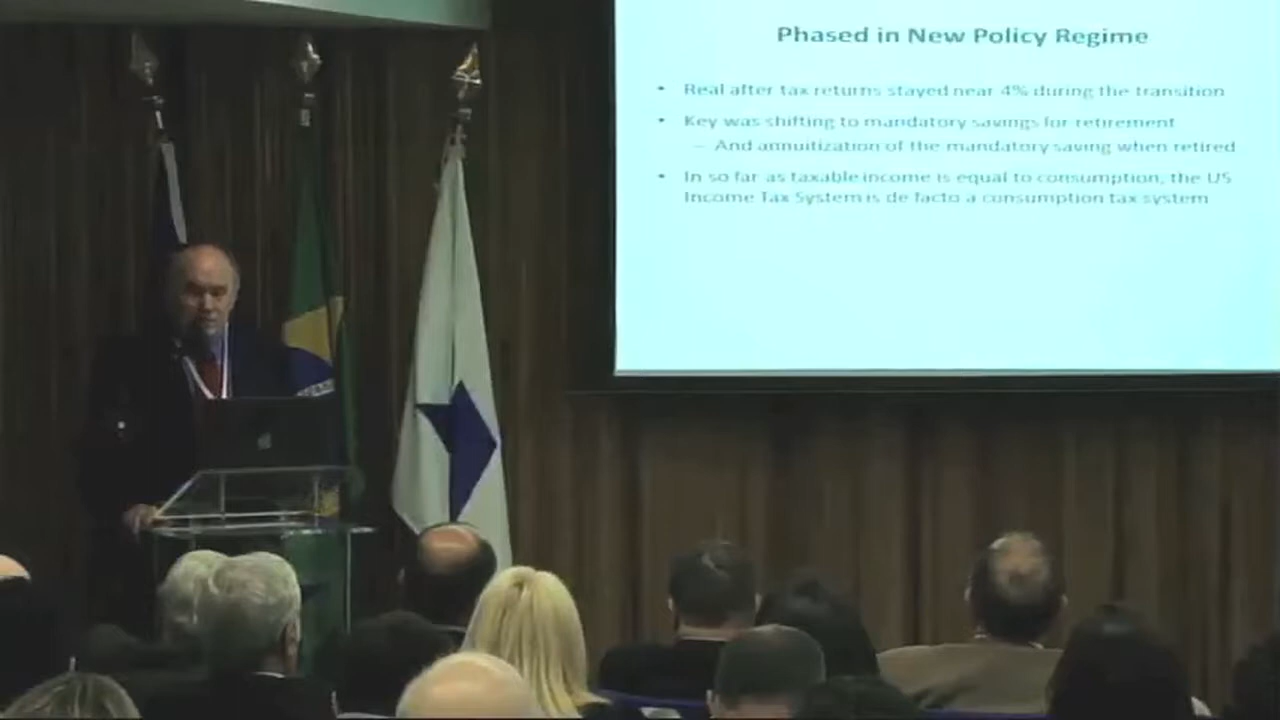 Phased in New Policy Regime
• Real after tax returns stayed near 4% during the transition
• Key was shifting to mandatory savings for retirement
– And annuitization of the mandatory saving when retired
• In so far as taxable income is equal to consumption, the US
Income Tax System is de facto a consumption tax system